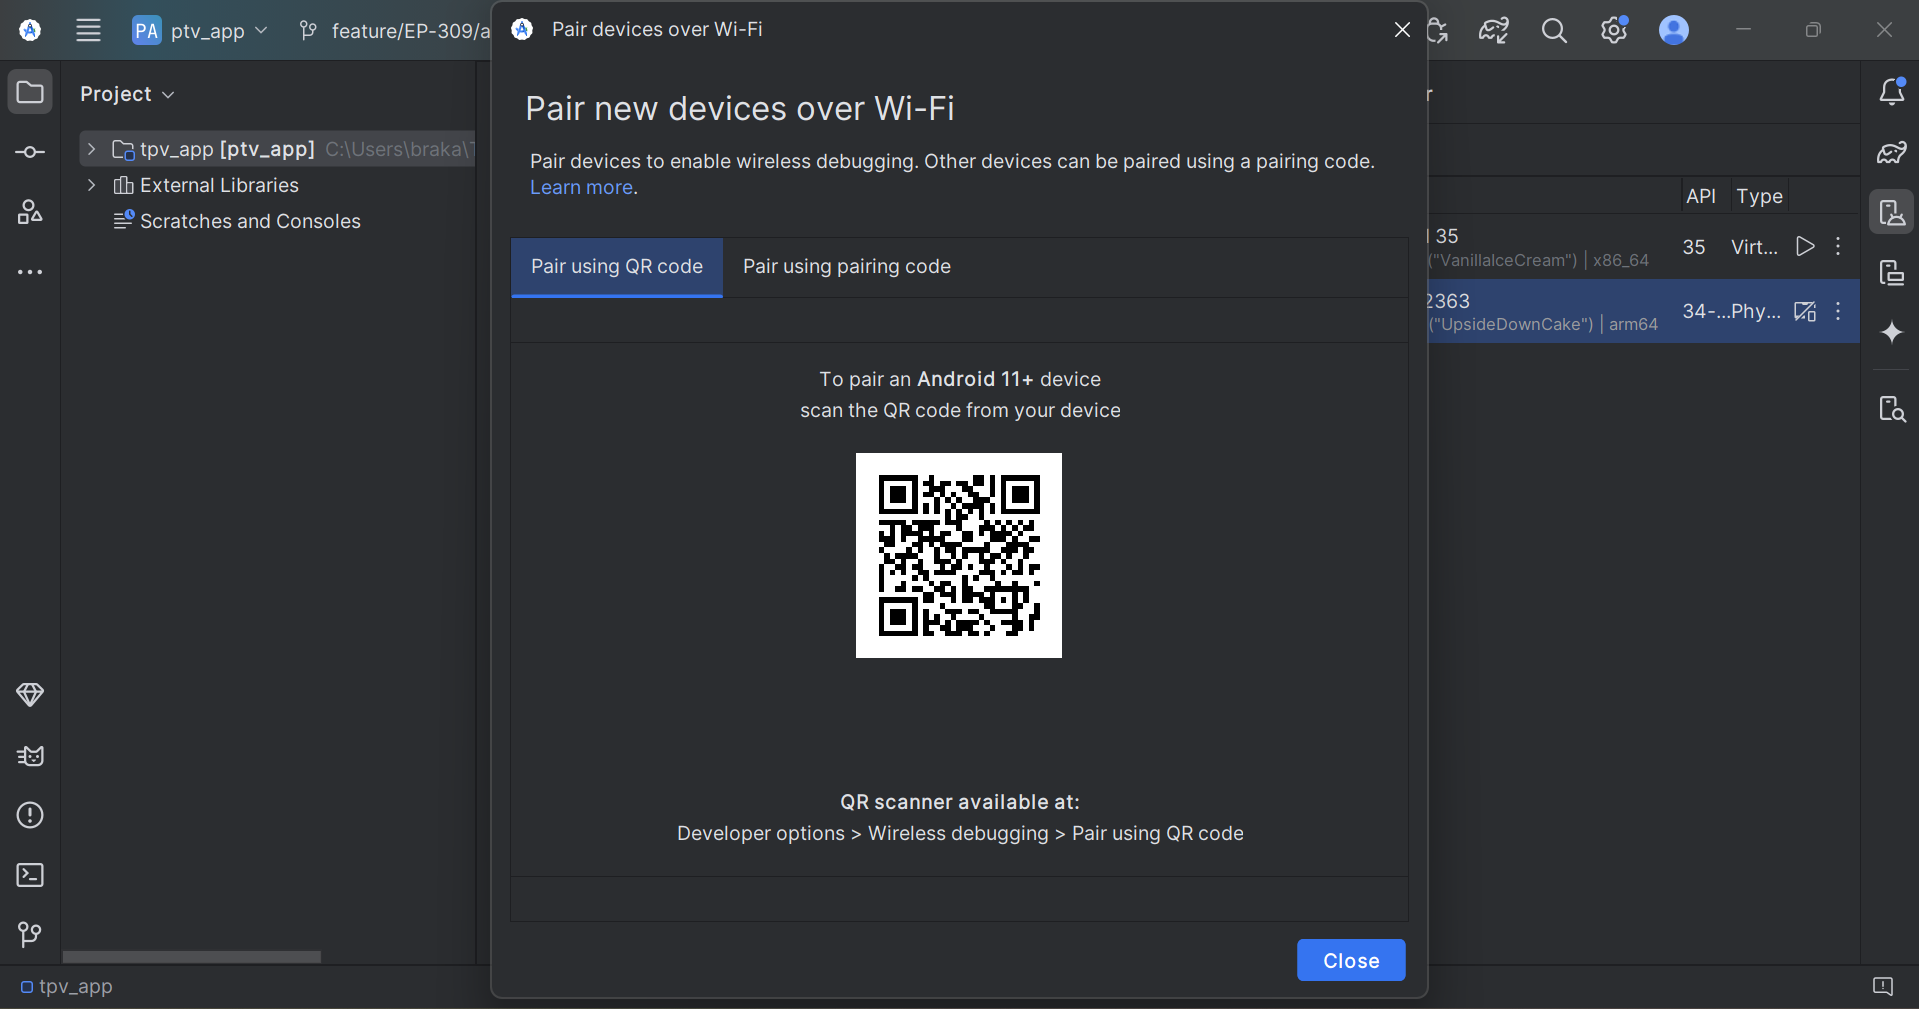 PA ptv_app
feature/EP-309/a
Pair devices over Wi-Fi
Project
Pair new devices over Wi-Fi
tpv_app [ptv_app] C:\Users\braka\
Pair devices to enable wireless debugging. Other devices can be paired using a pairing code.
External Libraries
Learn more.
API Type
Scratches and Consoles
35
35 Virt...
("VanillaIceCream") | x86_64
Pair using QR code
Pair using pairing code
2363
34-...Phy...
("UpsideDownCake") | arm64
To pair an Android 11+ device
scan the QR code from your device
QR scanner available at:
Developer options > Wireless debugging > Pair using QR code
Close
tpv_app